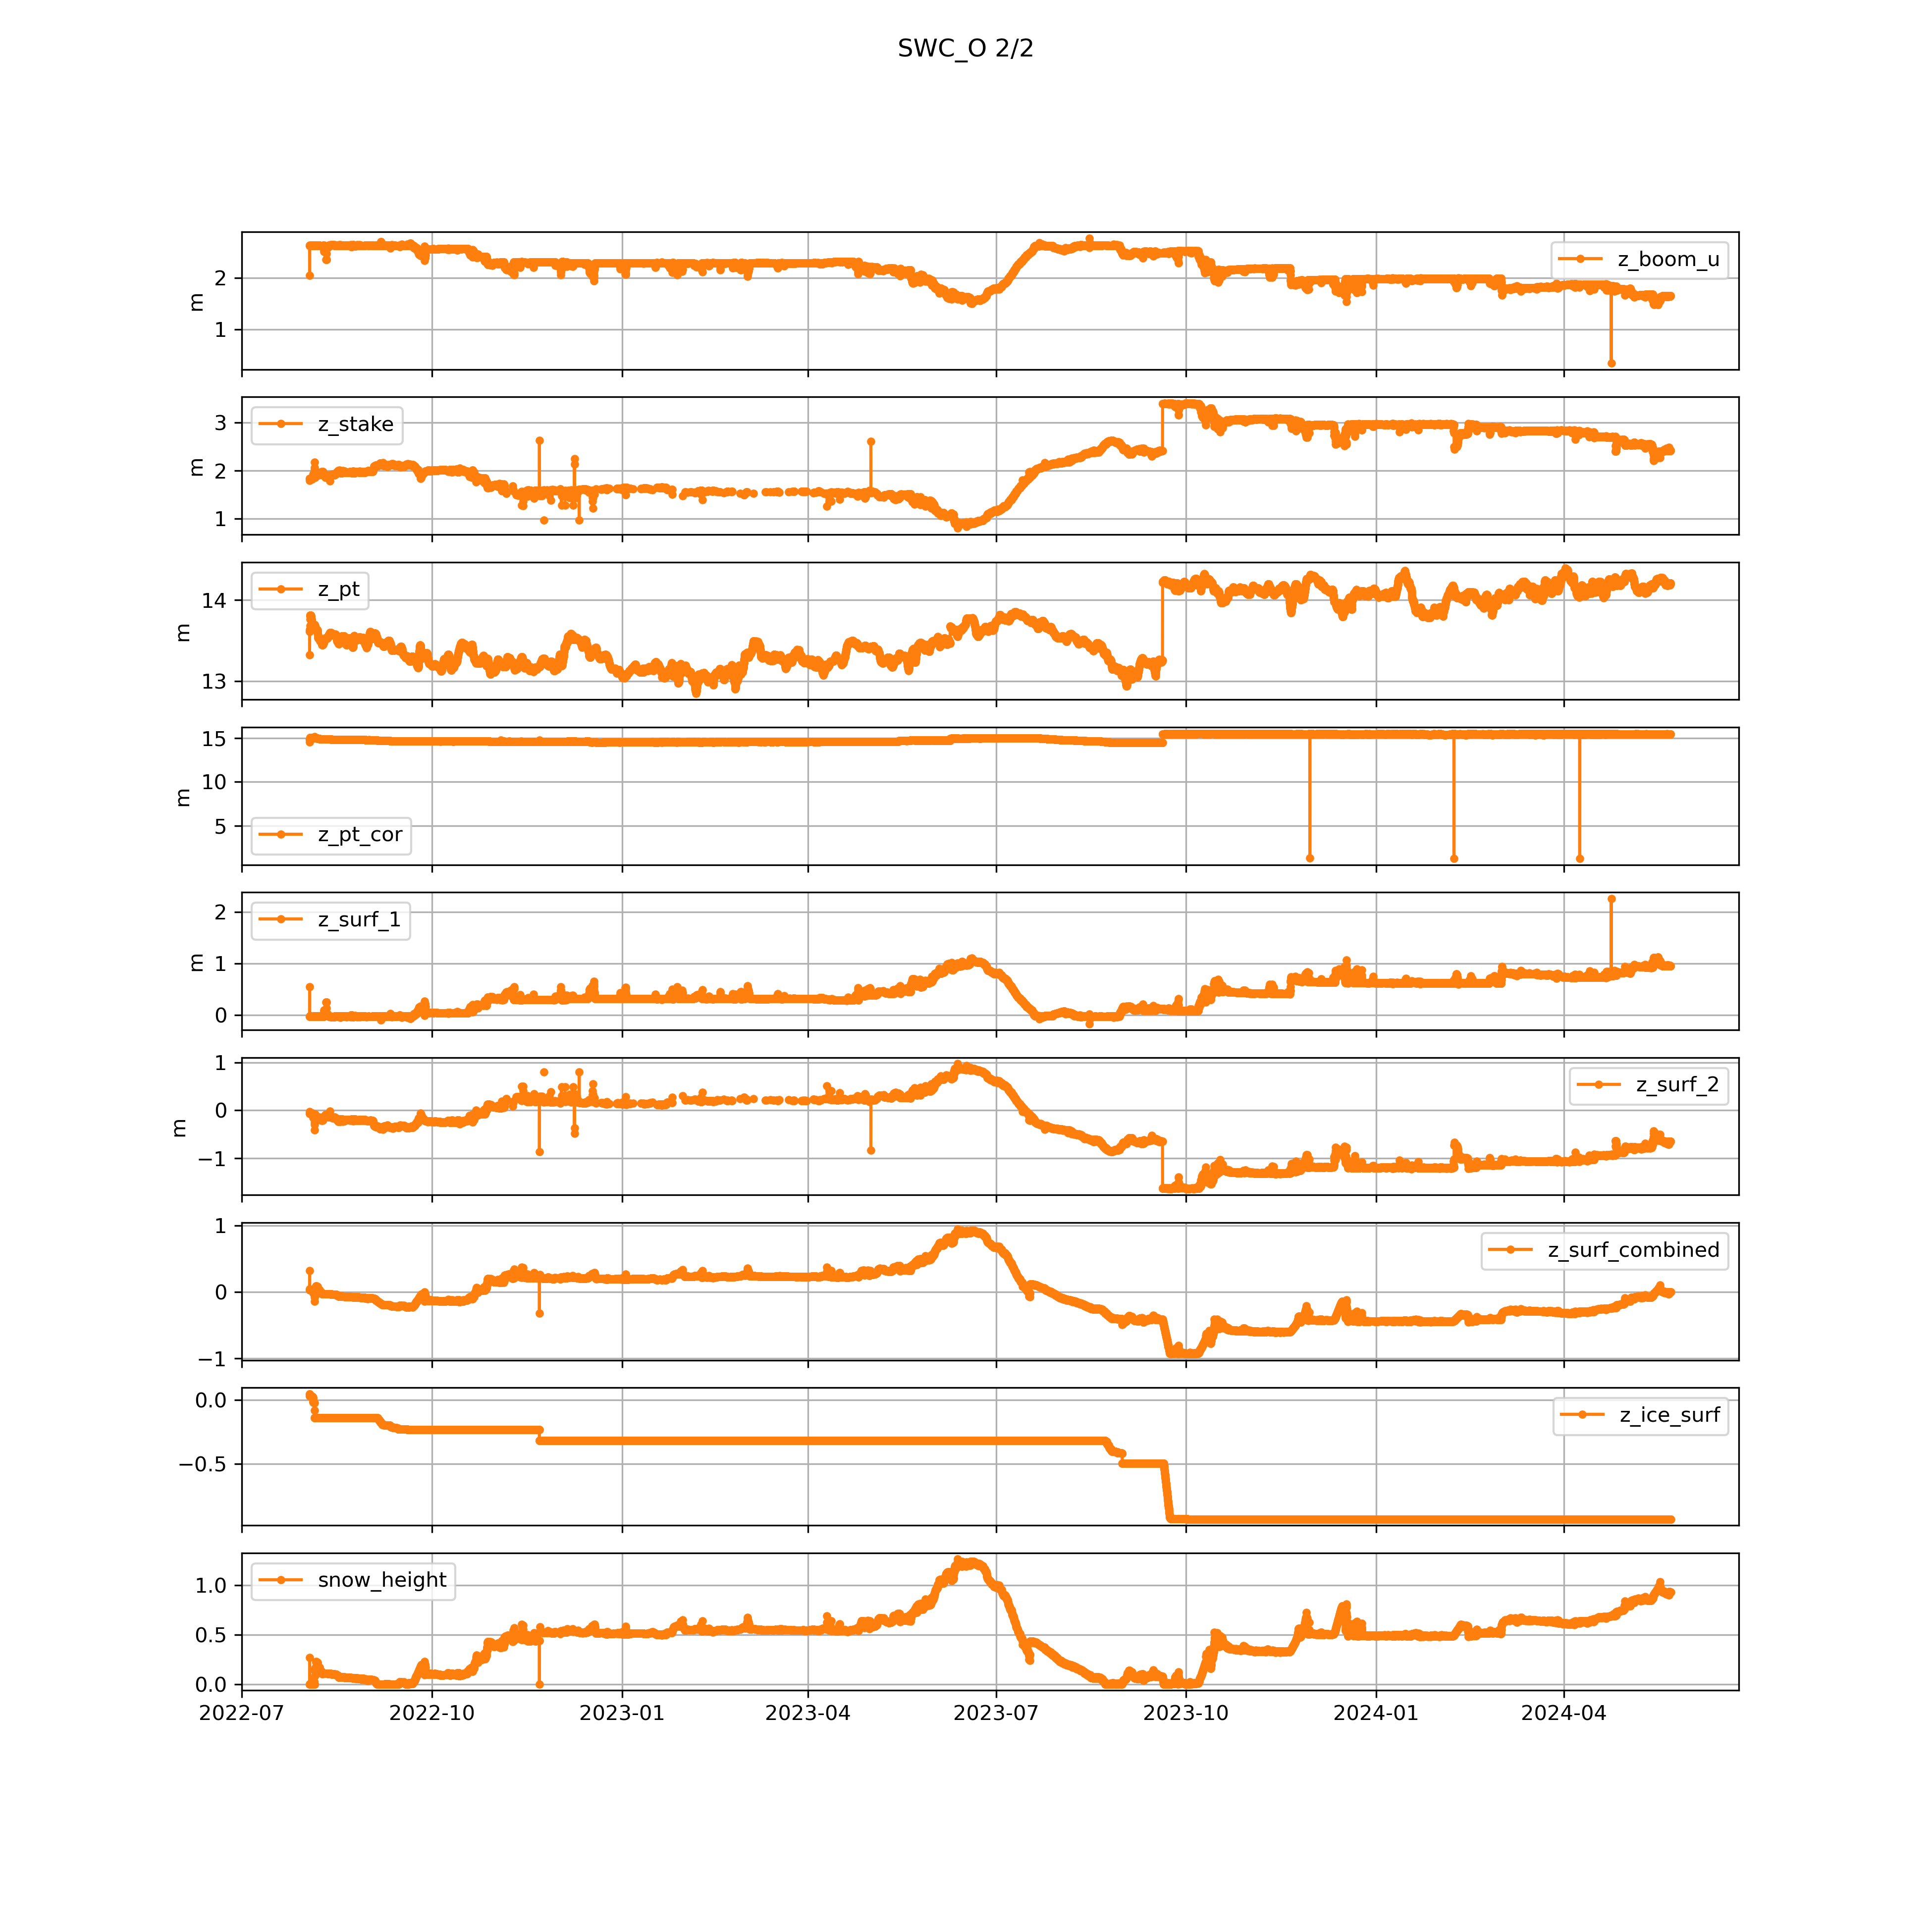 SWC_O 2/2
2
1
m
z_boom_u
3
2
1
m
z_stake
14
13
m
z_pt
15
10
5
m
z_pt_cor
2
1
0
m
z_surf_1
1
0
−1
m
z_surf_2
1
0
−1
z_surf_combined
0.0
−0.5
z_ice_surf
1.0
0.5
0.0
snow_height
2022-07 2022-10 2023-01 2023-04 2023-07 2023-10 2024-01 2024-04